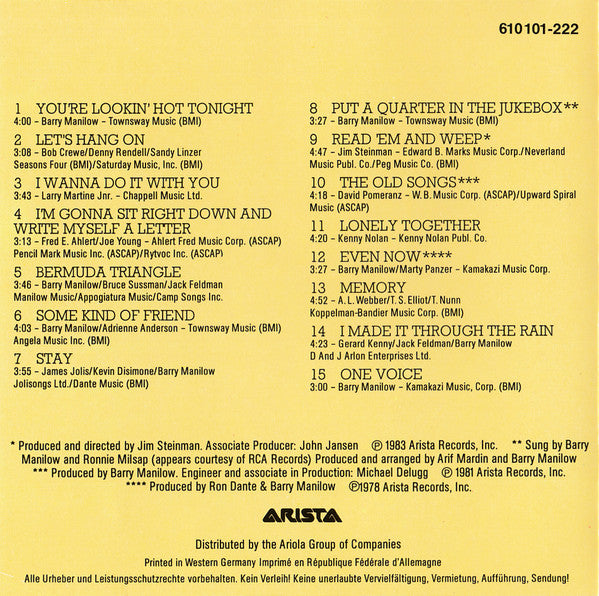 610 101-222
1 YOU'RE LOOKIN' HOT TONIGHT
4:00 – Barry Manilow – Townsway Music (BMI)
2 LET'S HANG ON
3:08 – Bob Crewe/Denny Rendell/Sandy Linzer
Seasons Four (BMI)/Saturday Music, Inc. (BMI)
3 I WANNA DO IT WITH YOU
3:43 – Larry Martine Jnr. – Chappell Music Ltd.
4 I'M GONNA SIT RIGHT DOWN AND
WRITE MYSELF A LETTER
3:13 – Fred E. Ahlert/Joe Young – Ahlert Fred Music Corp. (ASCAP)
Pencil Mark Music Inc. (ASCAP)/Rytvoc Inc. (ASCAP)
5 BERMUDA TRIANGLE
3:46 – Barry Manilow/Bruce Sussman/Jack Feldman
Manilow Music/Appogiatura Music/Camp Songs Inc.
6 SOME KIND OF FRIEND
4:03 – Barry Manilow/Adrienne Anderson – Townsway Music (BMI)
Angela Music Inc. (BMI)
7 STAY
3:55 – James Jolis/Kevin Disimone/Barry Manilow
Jolisongs Ltd./Dante Music (BMI)
8 PUT A QUARTER IN THE JUKEBOX**
3:27 – Barry Manilow – Townsway Music (BMI)
9 READ 'EM AND WEEP*
4:47 – Jim Steinman – Edward B. Marks Music Corp./Neverland
Music Publ. Co./Peg Music Co. (BMI)
10 THE OLD SONGS***
4:18 – David Pomeranz – W. B. Music Corp. (ASCAP)/Upward Spiral
Music (ASCAP)
11 LONELY TOGETHER
4:20 – Kenny Nolan – Kenny Nolan Publ. Co.
12 EVEN NOW****
3:27 – Barry Manilow/Marty Panzer – Kamakazi Music Corp.
13 MEMORY
4:52 – A. L. Webber/T. S. Elliot/T. Nunn
Koppelman-Bandier Music Corp. (BMI)
14 I MADE IT THROUGH THE RAIN
4:23 – Gerard Kenny/Jack Feldman/Barry Manilow
D And J Arlon Enterprises Ltd.
15 ONE VOICE
3:00 – Barry Manilow – Kamakazi Music, Corp. (BMI)
* Produced and directed by Jim Steinman. Associate Producer: John Jansen ℗ 1983 Arista Records, Inc. ** Sung by Barry
Manilow and Ronnie Milsap (appears courtesy of RCA Records) Produced and arranged by Arif Mardin and Barry Manilow
*** Produced by Barry Manilow. Engineer and associate in Production: Michael Delugg ℗ 1981 Arista Records, Inc.
**** Produced by Ron Dante & Barry Manilow ℗1978 Arista Records, Inc.
ARISTA
Distributed by the Ariola Group of Companies
Printed in Western Germany Imprimé en République Fédérale d'Allemagne
Alle Urheber und Leistungsschutzrechte vorbehalten. Kein Verleih! Keine unerlaubte Vervielfältigung, Vermietung, Aufführung, Sendung!